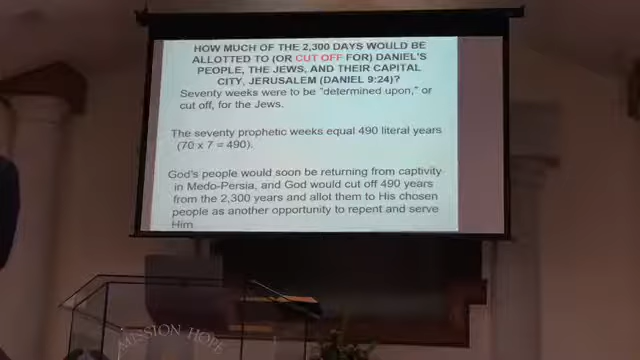 HOW MUCH OF THE 2,300 DAYS WOULD BE
ALLOTTED TO (OR CUT OFF FOR) DANIEL'S
PEOPLE, THE JEWS, AND THEIR CAPITAL
CITY, JERUSALEM (DANIEL 9:24)?
Seventy weeks were to be "determined upon," or
cut off, for the Jews.
The seventy prophetic weeks equal 490 literal years
(70 x 7 = 490).
God's people would soon be returning from captivity
in Medo-Persia, and God would cut off 490 years
from the 2,300 years and allot them to His chosen
people as another opportunity to repent and serve
Him
MISSION HOPE